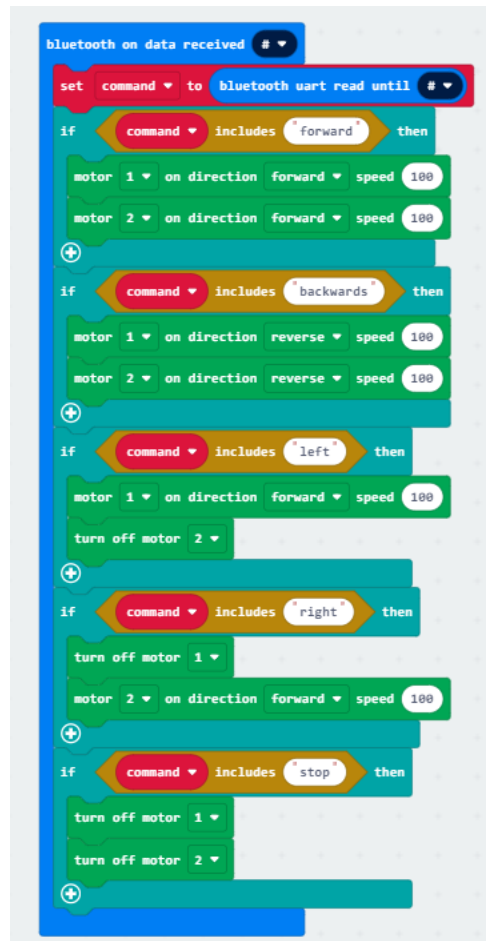 bluetooth on data received #
set command to bluetooth uart read until #
if command includes "forward" then
motor 1 on direction forward speed 100
motor 2 on direction forward speed 100
if command includes "backwards" then
motor 1 on direction reverse speed 100
motor 2 on direction reverse speed 100
if command includes "left" then
motor 1 on direction forward speed 100
turn off motor 2
if command includes "right" then
turn off motor 1
motor 2 on direction forward speed 100
if command includes "stop" then
turn off motor 1
turn off motor 2